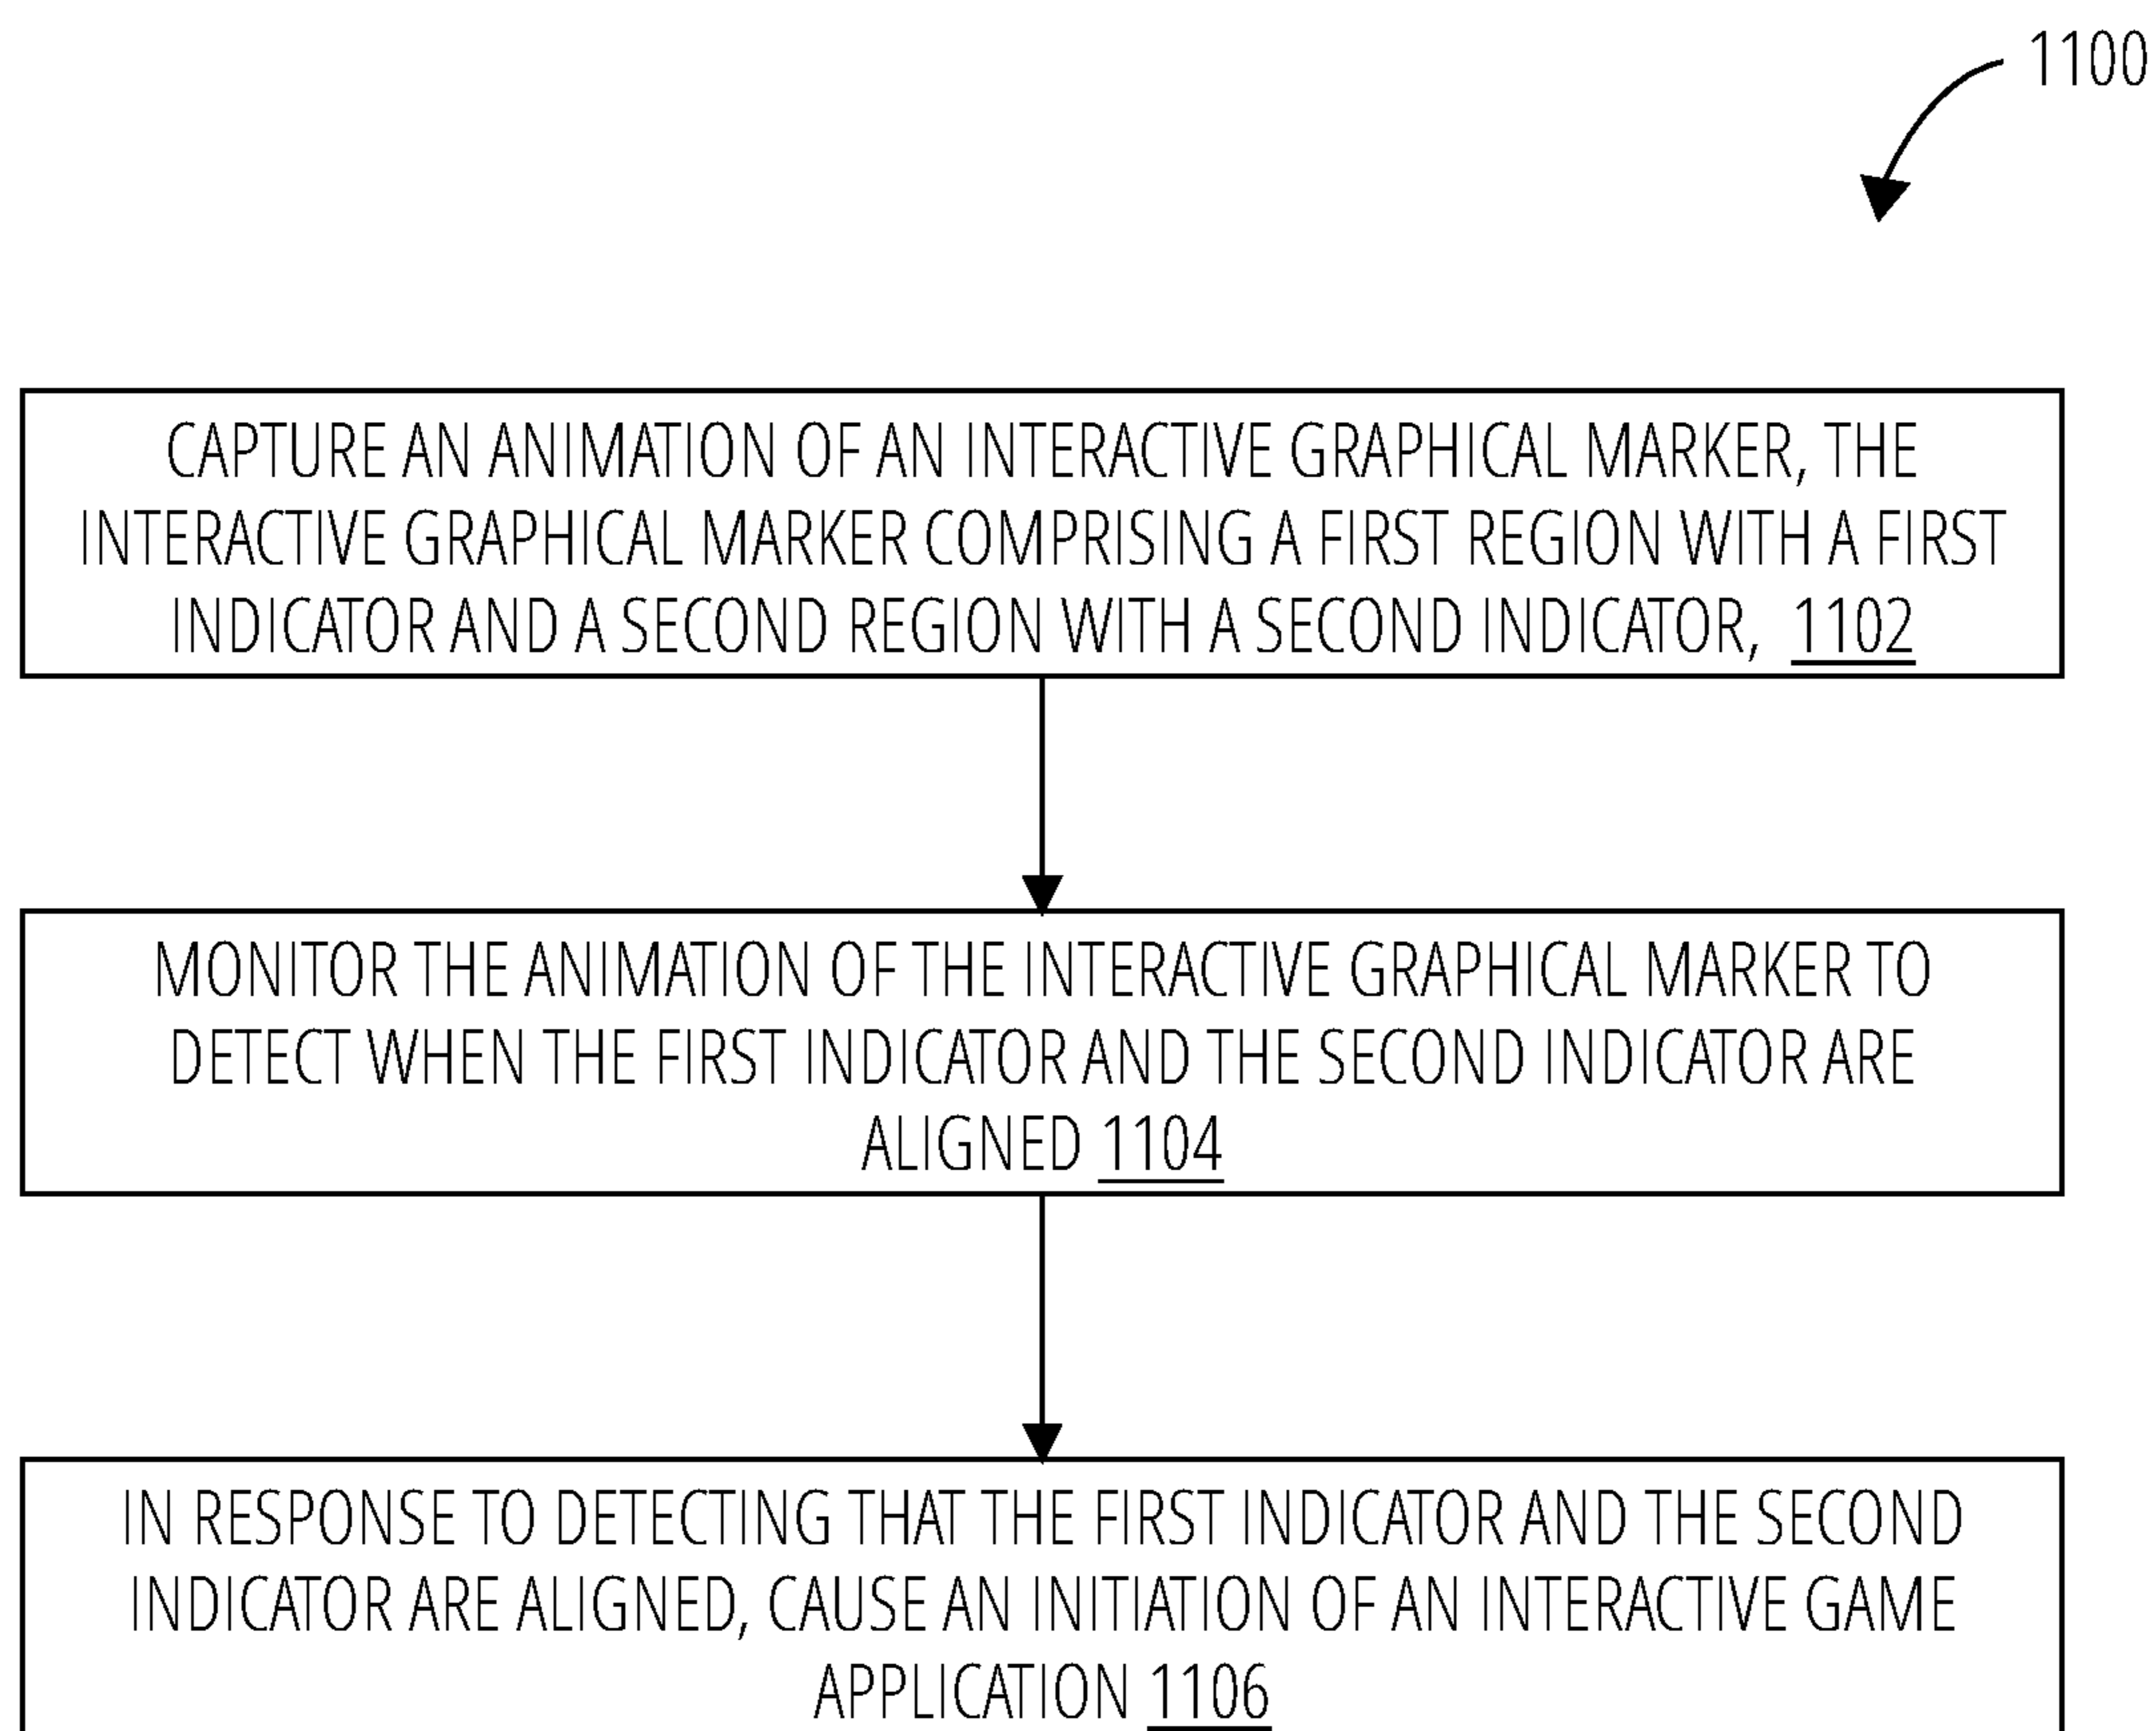 1100
CAPTURE AN ANIMATION OF AN INTERACTIVE GRAPHICAL MARKER, THE
INTERACTIVE GRAPHICAL MARKER COMPRISING A FIRST REGION WITH A FIRST
INDICATOR AND A SECOND REGION WITH A SECOND INDICATOR, 1102
MONITOR THE ANIMATION OF THE INTERACTIVE GRAPHICAL MARKER TO
DETECT WHEN THE FIRST INDICATOR AND THE SECOND INDICATOR ARE
ALIGNED 1104
IN RESPONSE TO DETECTING THAT THE FIRST INDICATOR AND THE SECOND
INDICATOR ARE ALIGNED, CAUSE AN INITIATION OF AN INTERACTIVE GAME
APPLICATION 1106